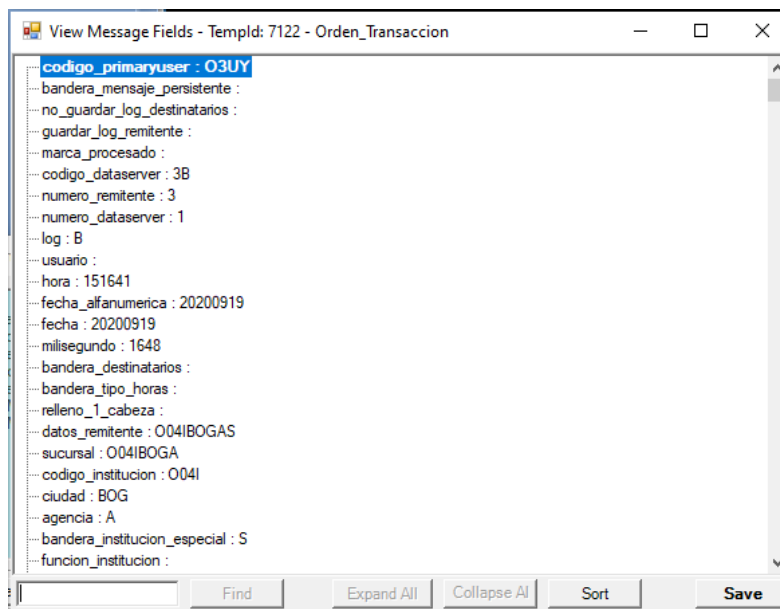 View Message Fields - TempId: 7122 - Orden_Transaccion
codigo_primaryuser : O3UY
bandera_mensaje_persistente :
no_guardar_log_destinatarios :
guardar_log_remitente :
marca_procesado :
codigo_dataserver : 3B
numero_remitente : 3
numero_dataserver : 1
log : B
usuario :
hora : 151641
fecha_alfanumerica : 20200919
fecha : 20200919
milisegundo : 1648
bandera_destinatarios :
bandera_tipo_horas :
relleno_1_cabeza :
datos_remitente : O04IBOGAS
sucursal : O04IBOGA
codigo_institucion : O04I
ciudad : BOG
agencia : A
bandera_institucion_especial : S
funcion_institucion :
Find Expand All Collapse Al Sort Save